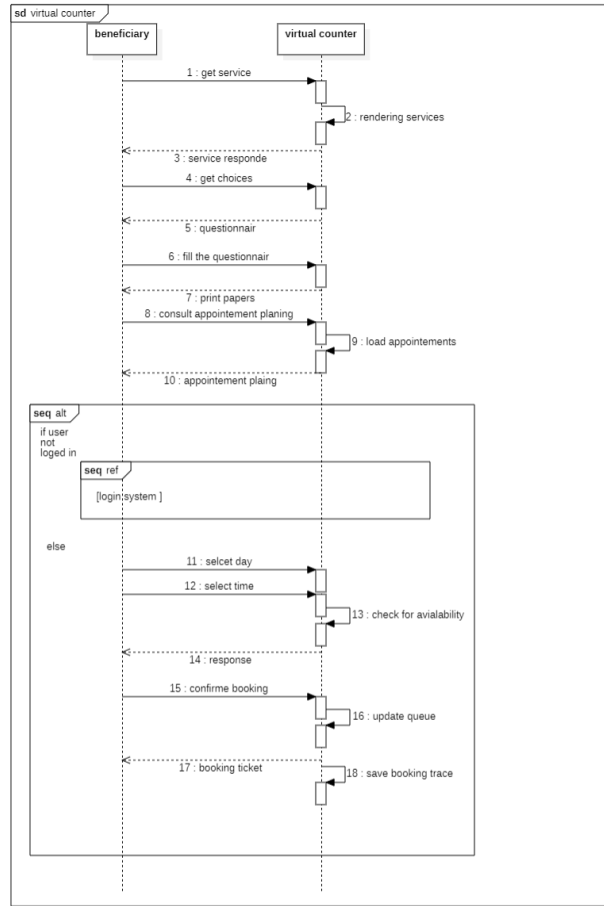 sd virtual counter
beneficiary
virtual counter
1 : get service
2 : rendering services
3 : service responde
4 : get choices
5 : questionnair
6 : fill the questionnair
7 : print papers
8 : consult appointement planing
9 : load appointements
10 : appointement plaing
seq alt
if user
not
loged in
seq ref
[login system ]
else
11 : selcet day
12 : select time
13 : check for avialability
14 : response
15 : confirme booking
16 : update queue
17 : booking ticket
18 : save booking trace